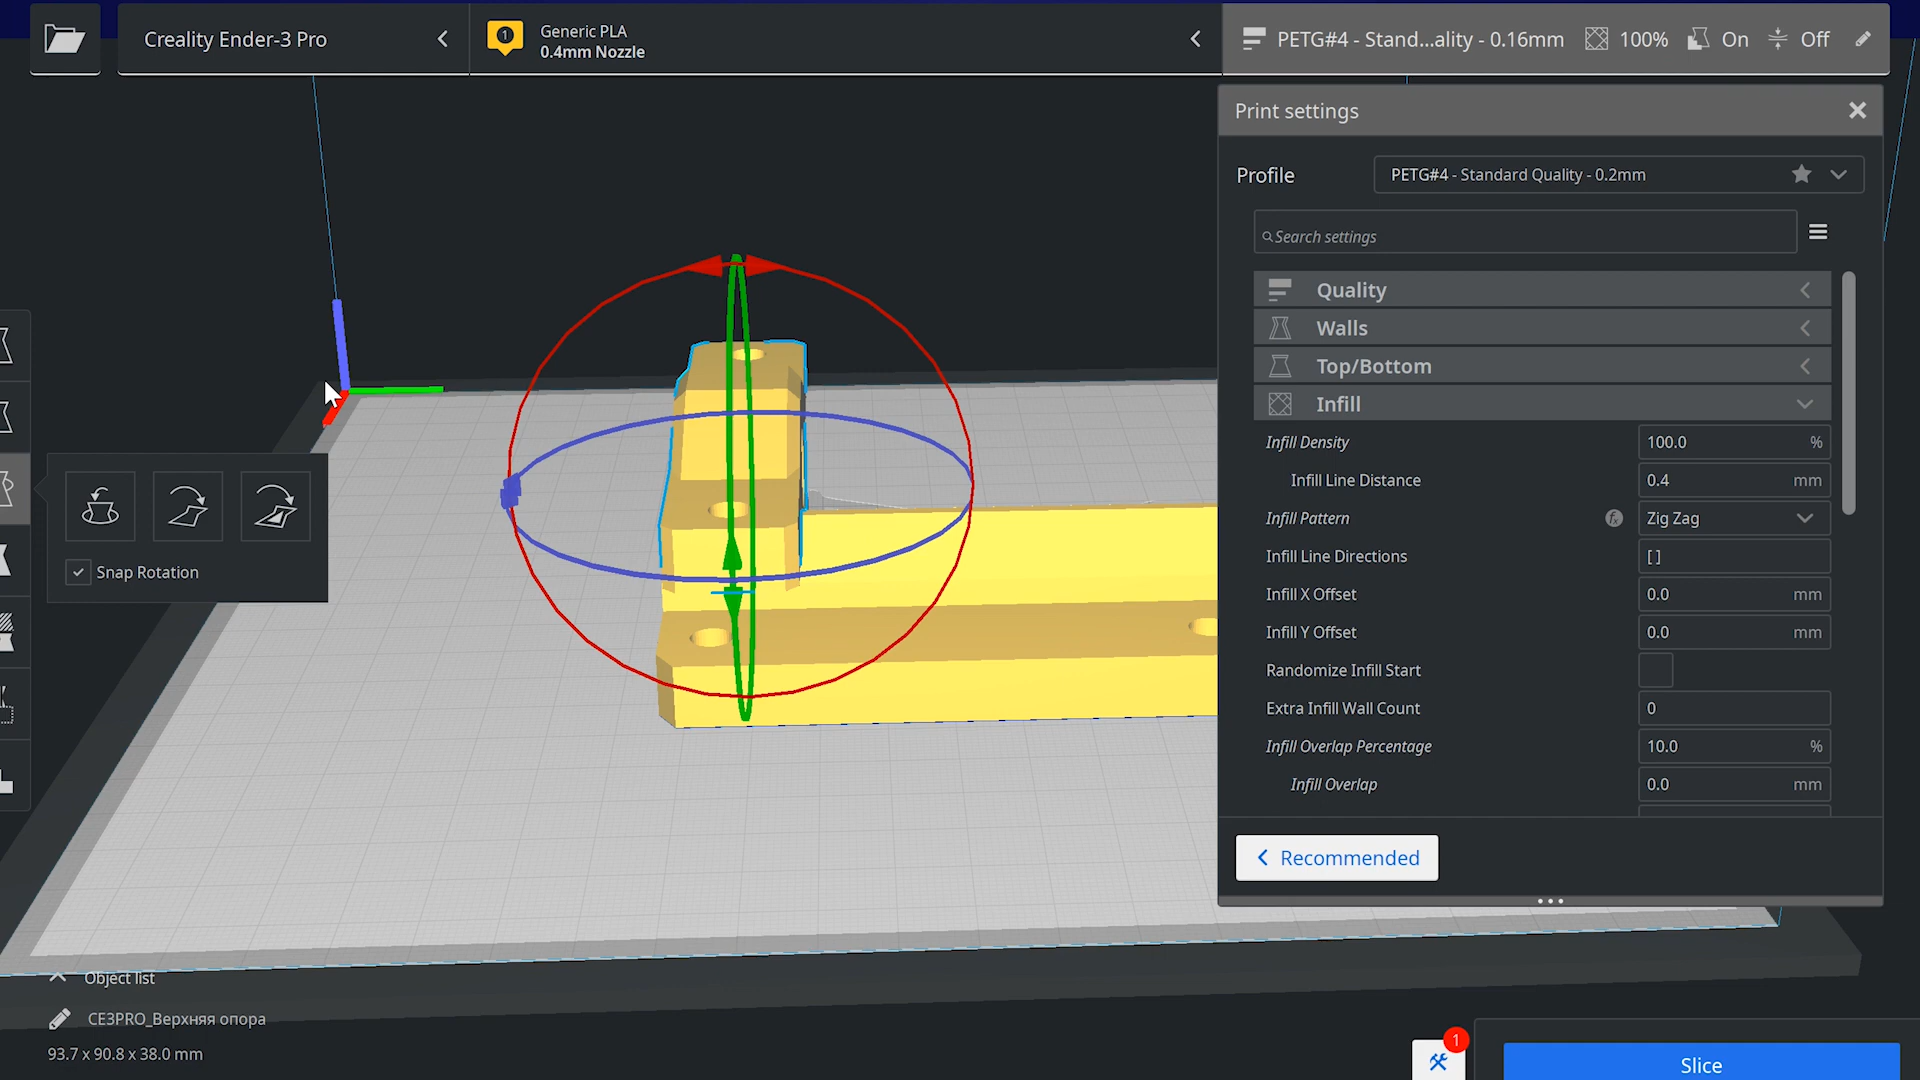 Creality Ender-3 Pro
1
Generic PLA
0.4mm Nozzle
PETG#4 - Stand...ality - 0.16mm
100%
On
Off
Print settings
Profile
PETG#4 - Standard Quality - 0.2mm
Search settings
Quality
Walls
Top/Bottom
Infill
Infill Density
100.0 %
Infill Line Distance
0.4 mm
Infill Pattern
Zig Zag
Infill Line Directions
[ ]
Infill X Offset
0.0 mm
Infill Y Offset
0.0 mm
Randomize Infill Start
Extra Infill Wall Count
0
Infill Overlap Percentage
10.0 %
Infill Overlap
0.0 mm
Recommended
Snap Rotation
Object list
CE3PRO_Верхняя опора
93.7 x 90.8 x 38.0 mm
1
Slice